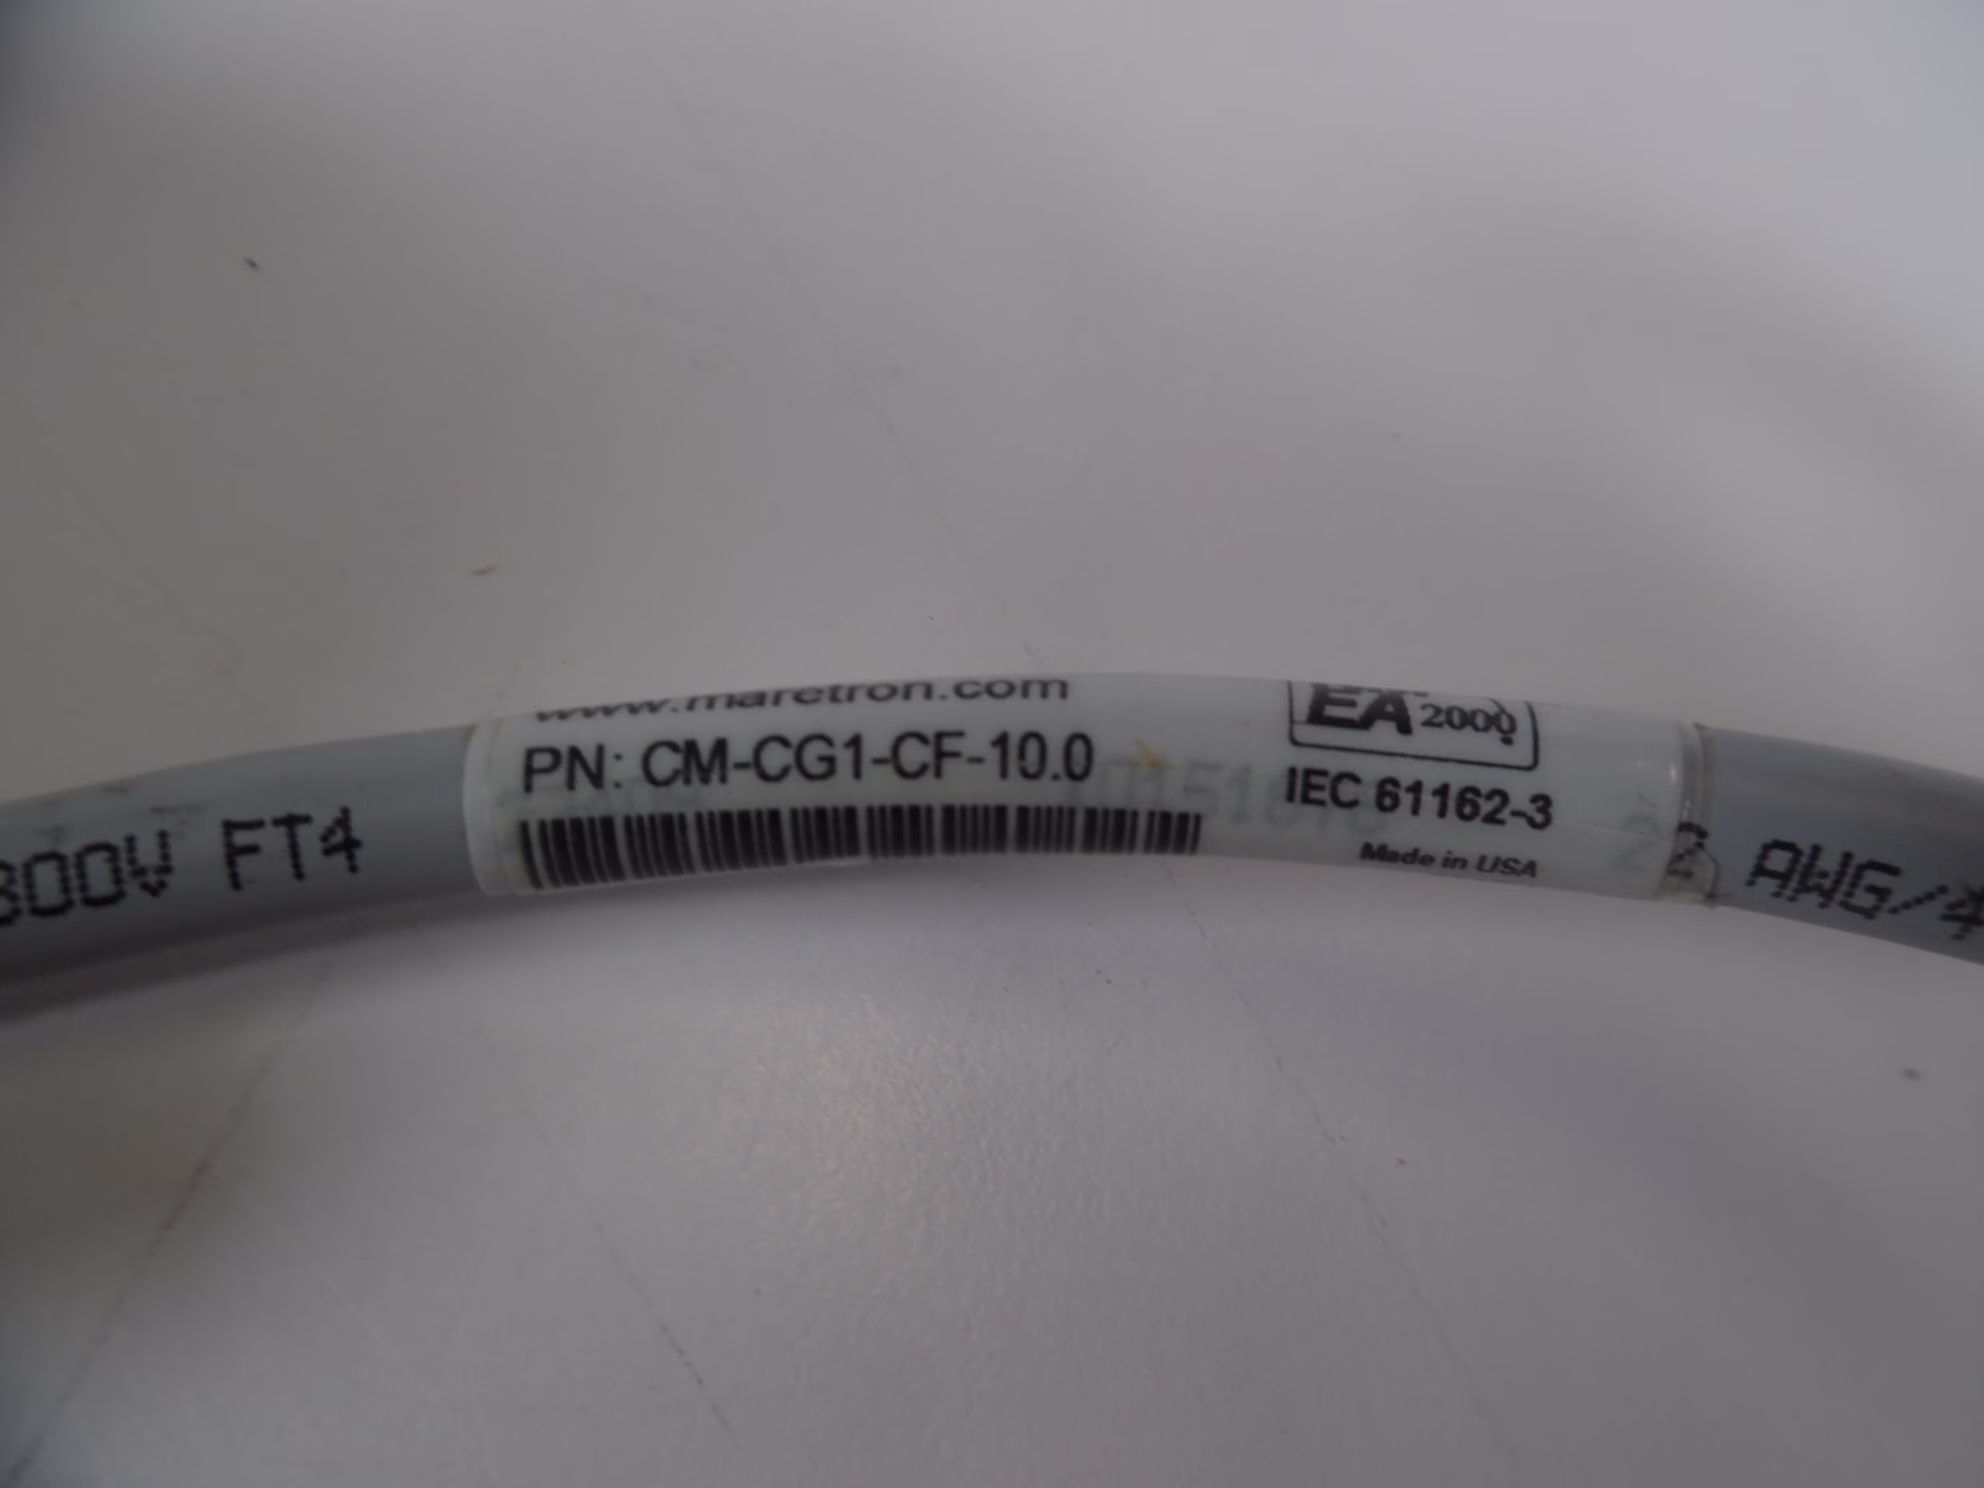 www.maretron.com
PN: CM-CG1-CF-10.0
EA 2000
IEC 61162-3
Made in USA
300V FT4
AWG/4